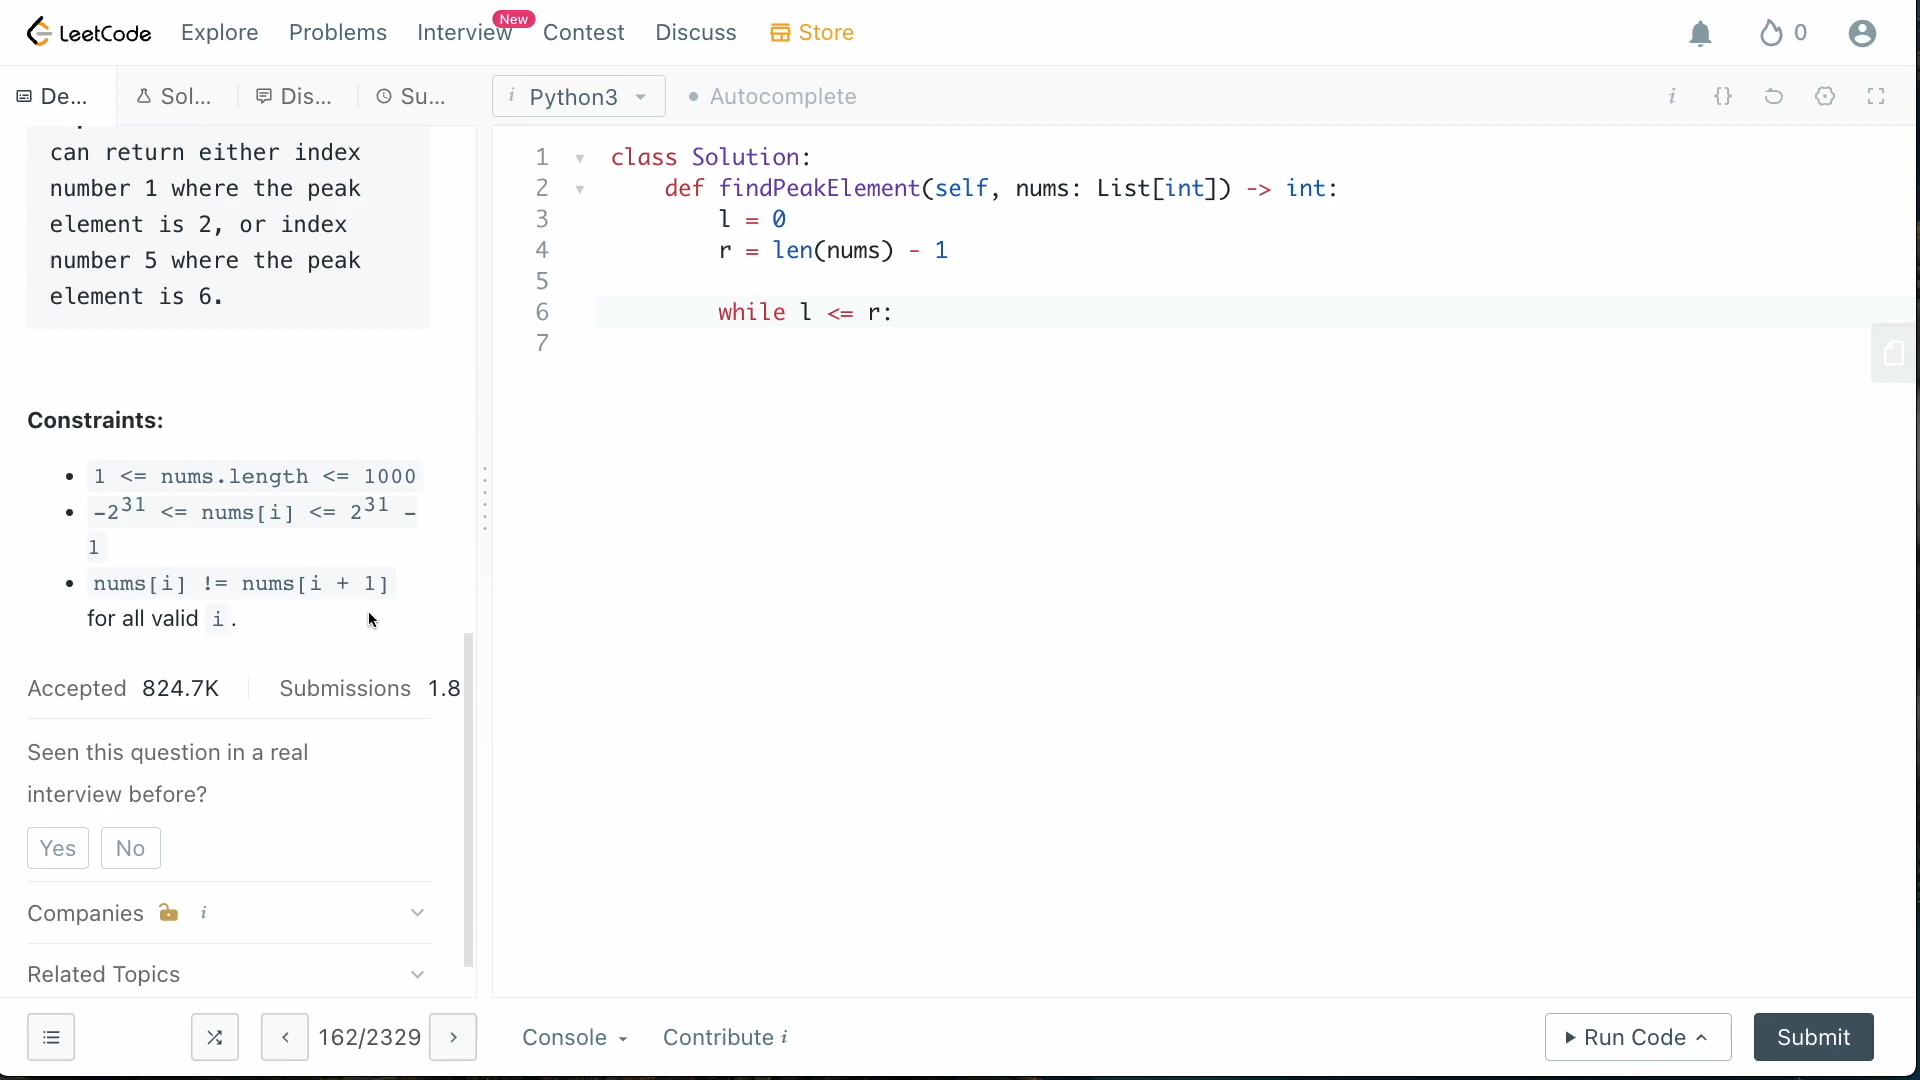 LeetCode Explore Problems Interview New Contest Discuss Store 0
De... Sol... Dis... Su... i Python3 Autocomplete i {}
can return either index
number 1 where the peak
element is 2, or index
number 5 where the peak
element is 6.
Constraints:
1 <= nums.length <= 1000
-2^31 <= nums[i] <= 2^31 -
1
nums[i] != nums[i + 1]
for all valid i.
Accepted 824.7K Submissions 1.8
Seen this question in a real
interview before?
Yes No
Companies i
Related Topics
1 class Solution:
2 def findPeakElement(self, nums: List[int]) -> int:
3 l = 0
4 r = len(nums) - 1
5
6 while l <= r:
7
162/2329 Console Contribute i Run Code Submit